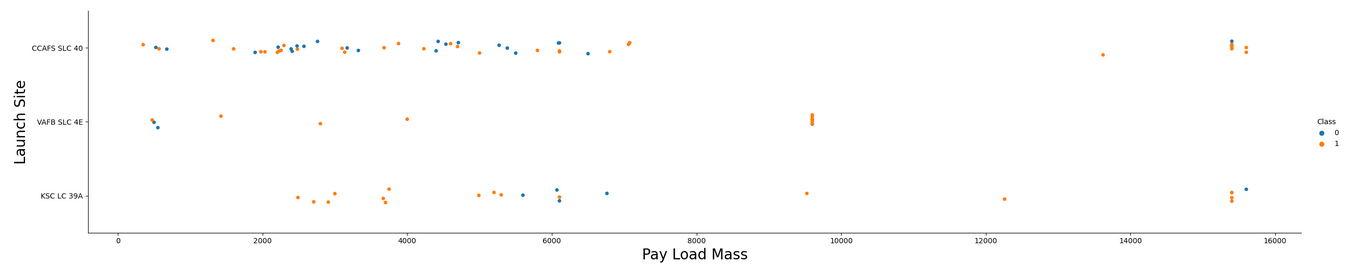 CCAFS SLC 40
VAFB SLC 4E
KSC LC 39A
Launch Site
0
2000
4000
6000
8000
10000
12000
14000
16000
Pay Load Mass
Class
0
1